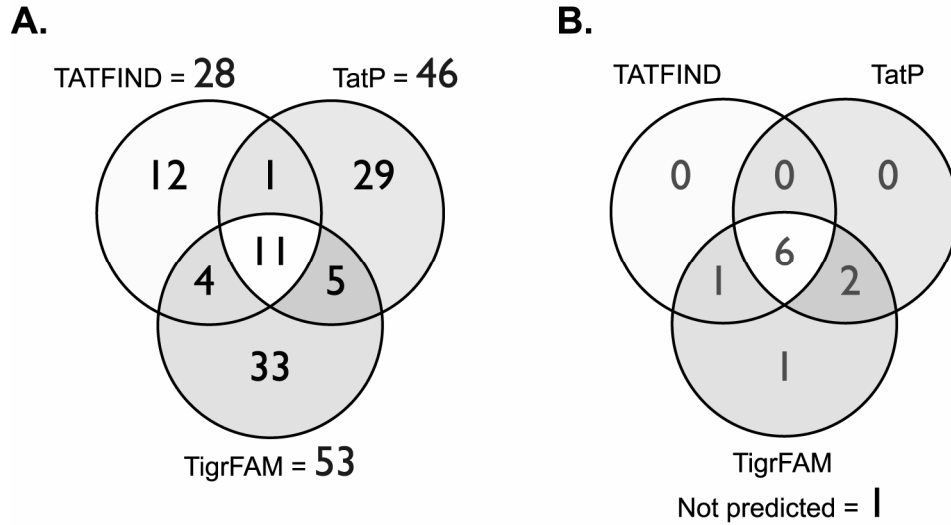 A.
TATFIND = 28
TatP = 46
12
1
29
11
4
5
33
TigrFAM = 53
B.
TATFIND
TatP
0
0
0
6
1
2
1
TigrFAM
Not predicted = 1